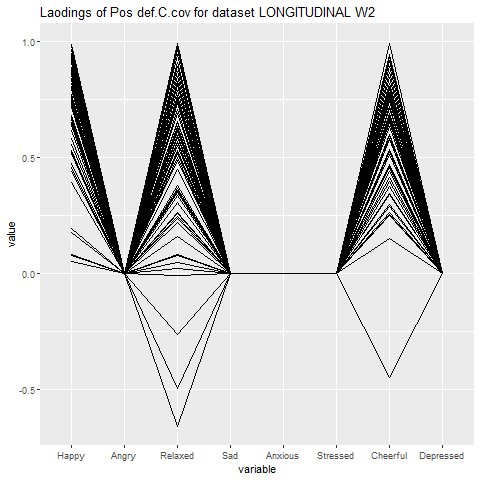 Laodings of Pos def.C.cov for dataset LONGITUDINAL W2
1.0
0.5
0.0
-0.5
value
Happy Angry Relaxed Sad Anxious Stressed Cheerful Depressed
variable